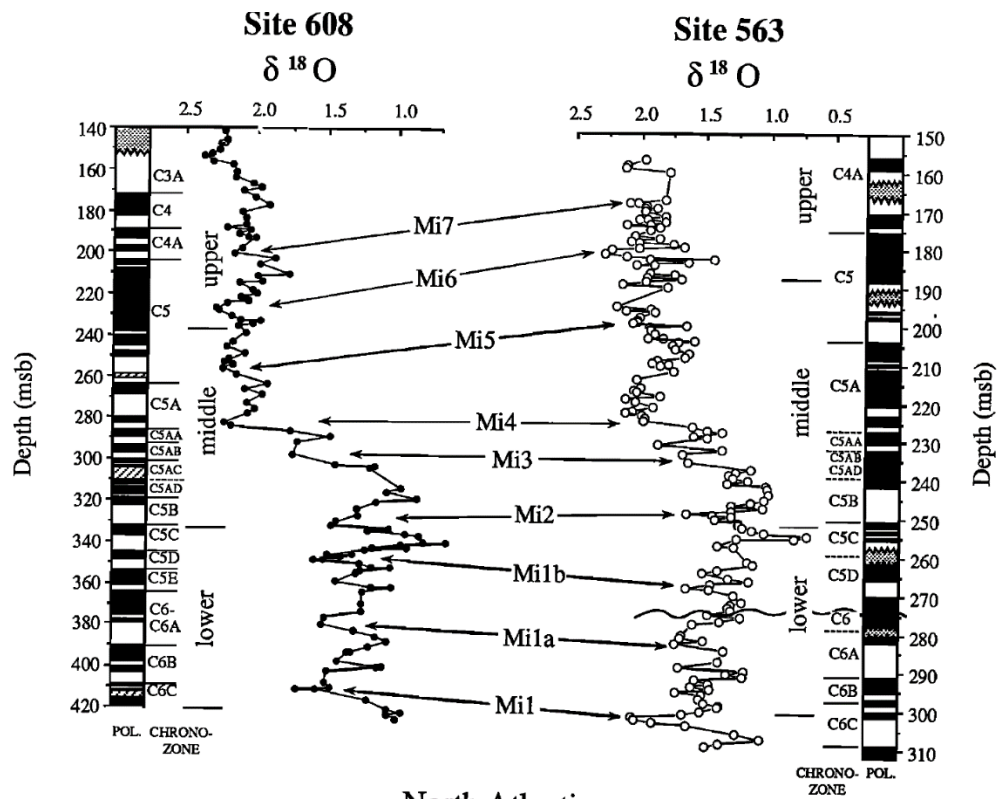 Site 608
Site 563
δ 18 O
δ 18 O
2.5 2.0 1.5 1.0
2.5 2.0 1.5 1.0 0.5
Depth (msb)
140
160
180
200
220
240
260
280
300
320
340
360
380
400
420
POL.
CHRONO-
ZONE
C3A
C4
C4A
C5
C5A
C5AA
C5AB
C5AC
C5AD
C5B
C5C
C5D
C5E
C6-
C6A
C6B
C6C
upper
middle
lower
Mi7
Mi6
Mi5
Mi4
Mi3
Mi2
Mi1b
Mi1a
Mi1
upper
middle
lower
C4A
C5
C5A
C5AA
C5AB
C5AD
C5B
C5C
C5D
C6
C6A
C6B
C6C
CHRONO-
ZONE
POL.
150
160
170
180
190
200
210
220
230
240
250
260
270
280
290
300
310
Depth (msb)